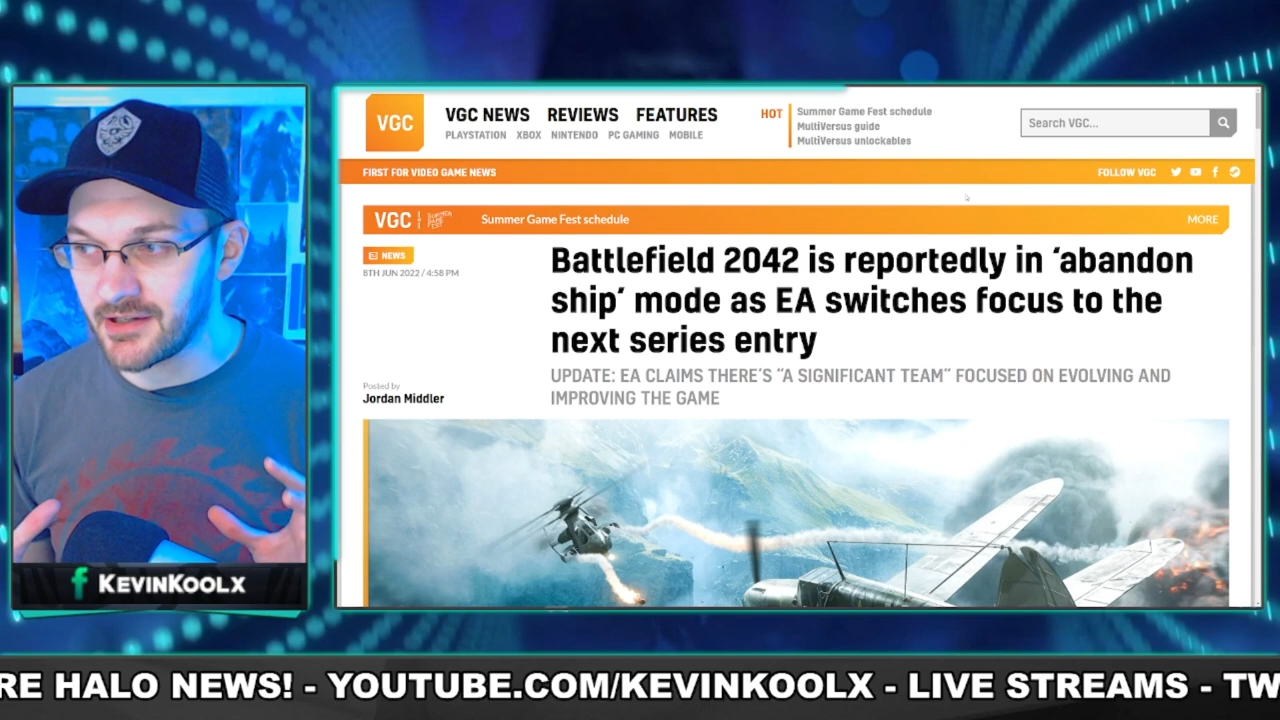 VGC
VGC NEWS REVIEWS FEATURES
PLAYSTATION XBOX NINTENDO PC GAMING MOBILE
HOT
Summer Game Fest schedule
MultiVersus guide
MultiVersus unlockables
Search VGC...
FIRST FOR VIDEO GAME NEWS
FOLLOW VGC
VGC SUMMER GAME FEST Summer Game Fest schedule MORE
NEWS
8TH JUN 2022 / 4:58 PM
Battlefield 2042 is reportedly in ‘abandon
ship’ mode as EA switches focus to the
next series entry
UPDATE: EA CLAIMS THERE’S “A SIGNIFICANT TEAM” FOCUSED ON EVOLVING AND
IMPROVING THE GAME
Posted by
Jordan Middler
KEVINKOOLX
RE HALO NEWS! - YOUTUBE.COM/KEVINKOOLX - LIVE STREAMS - TW